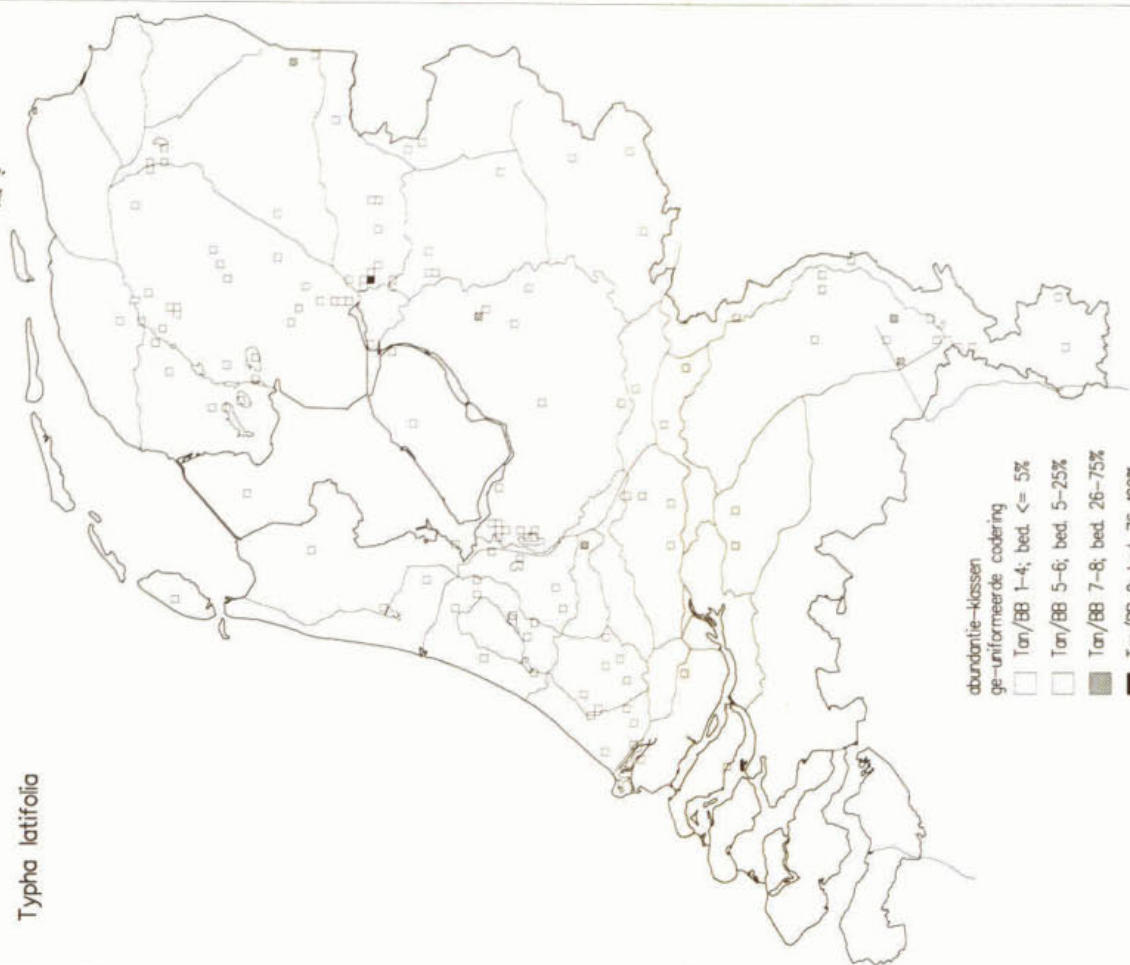 Typha latifolia
abundantie-klassen
ge-uniformeerde codering
Tan/BB 1-4; bed. <= 5%
Tan/BB 5-6; bed. 5-25%
Tan/BB 7-8; bed. 26-75%